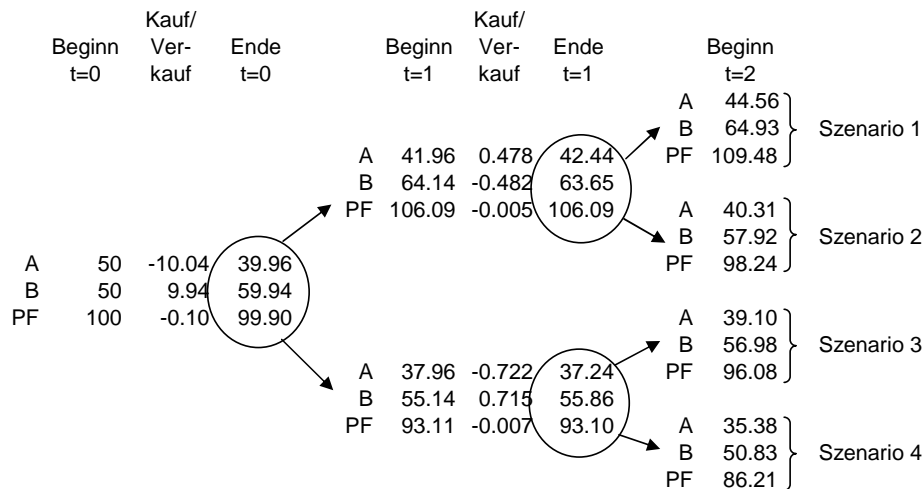 Kauf/ Kauf/
Beginn Ver- Ende Beginn Ver- Ende Beginn
t=0 kauf t=0 t=1 kauf t=1 t=2
A 44.56
B 64.93 Szenario 1
A 41.96 0.478 42.44 PF 109.48
B 64.14 -0.482 63.65
PF 106.09 -0.005 106.09 A 40.31
B 57.92 Szenario 2
A 50 -10.04 39.96 PF 98.24
B 50 9.94 59.94
PF 100 -0.10 99.90 A 39.10
B 56.98 Szenario 3
A 37.96 -0.722 37.24 PF 96.08
B 55.14 0.715 55.86
PF 93.11 -0.007 93.10 A 35.38
B 50.83 Szenario 4
PF 86.21